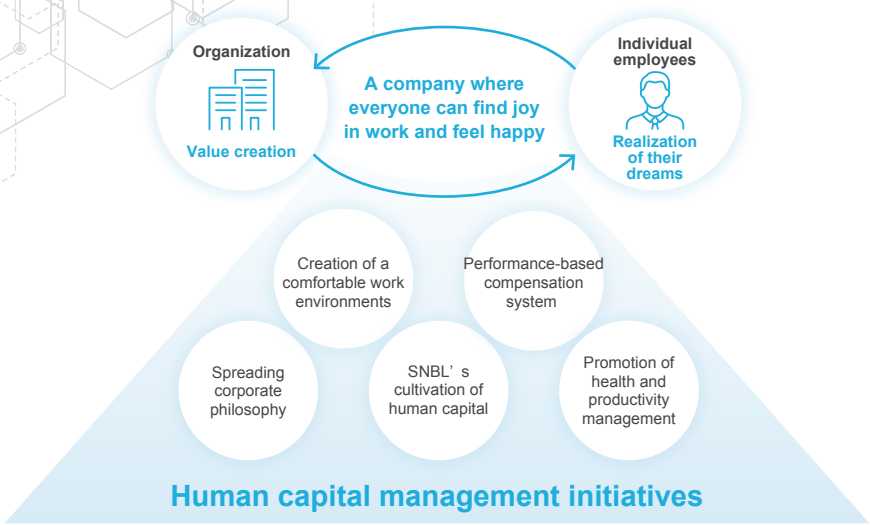 Organization
Value creation
A company where
everyone can find joy
in work and feel happy
Individual
employees
Realization
of their
dreams
Creation of a
comfortable work
environments
Performance-based
compensation
system
Spreading
corporate
philosophy
SNBL’ s
cultivation of
human capital
Promotion of
health and
productivity
management
Human capital management initiatives